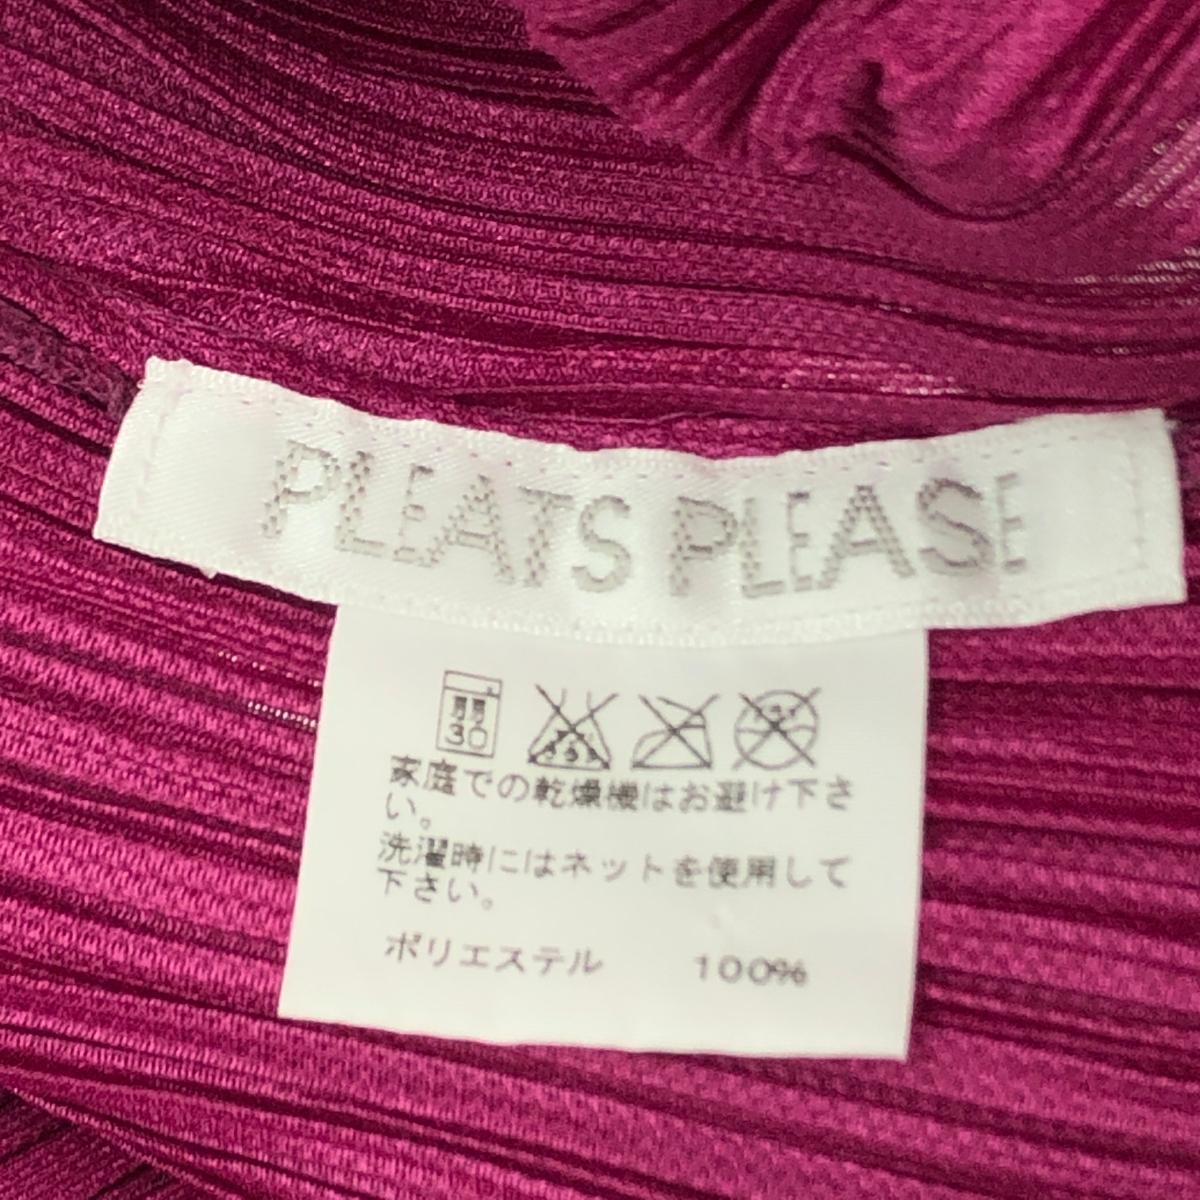 PLEATS PLEASE
弱
30
家庭での乾燥機はお避け下さ
い。
洗濯時にはネットを使用して
下さい。
ポリエステル 100%